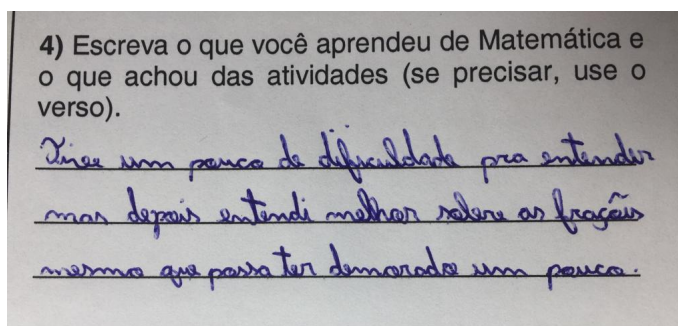 4) Escreva o que você aprendeu de Matemática e
o que achou das atividades (se precisar, use o
verso).
Tive um pouco de dificuldade pra entender
mas depois entendi melhor sobre as fraçõis
mesmo que possa ter demorado um pouco.